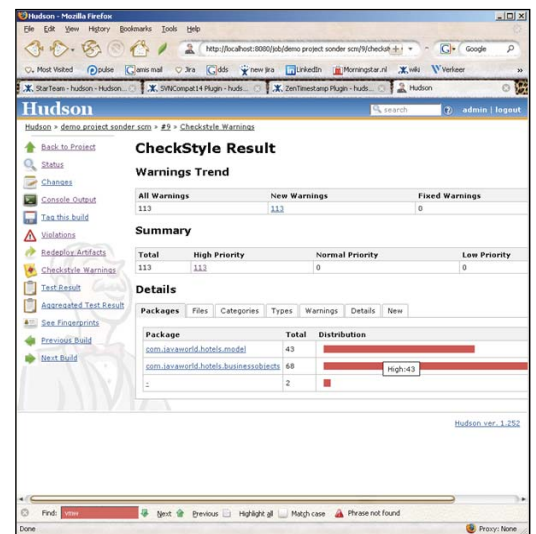 Hudson - Mozilla Firefox
File Edit View History Bookmarks Tools Help
http://localhost:8080/job/demo project sonder scm/9/checkst
Google
Most Visited pulse ams mail Jira dds new jira LinkedIn Morningstar.nl wiki Verkeer »
StarTeam - hudson - Hudson... SVNCompat14 Plugin - huds... ZenTimestamp Plugin - huds... Hudson
Hudson
search admin | logout
Hudson » demo project sonder scm » #9 » Checkstyle Warnings
Back to Project
Status
Changes
Console Output
Tag this build
Violations
Redeploy Artifacts
Checkstyle Warnings
Test Result
Aggregated Test Result
See Fingerprints
Previous Build
Next Build
CheckStyle Result
Warnings Trend
All Warnings New Warnings Fixed Warnings
113 113 0
Summary
Total High Priority Normal Priority Low Priority
113 113 0 0
Details
Packages Files Categories Types Warnings Details New
Package Total Distribution
com.javaworld.hotels.model 43
com.javaworld.hotels.businessobjects 68
High:43
- 2
Hudson ver. 1.252
Find: Next Previous Highlight all Match case Phrase not found
Done Proxy: None